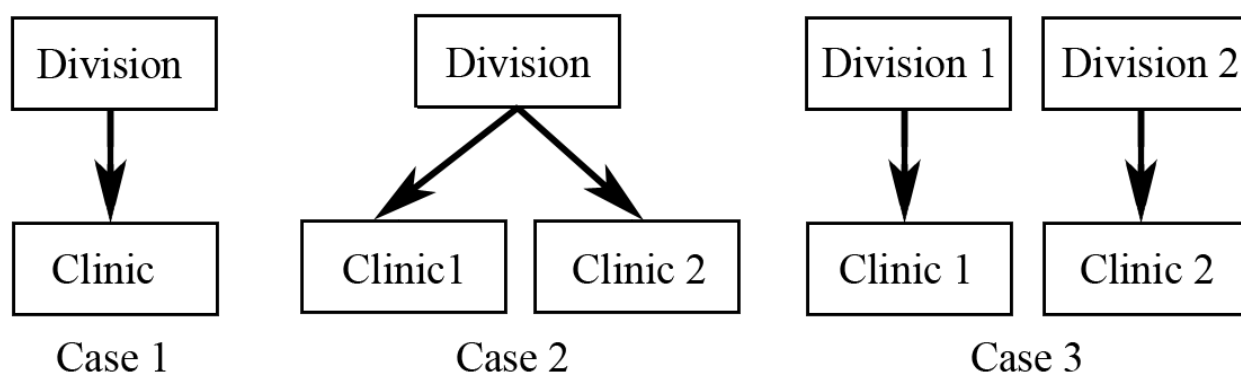 Division
Clinic
Case 1
Division
Clinic1
Clinic 2
Case 2
Division 1
Division 2
Clinic 1
Clinic 2
Case 3